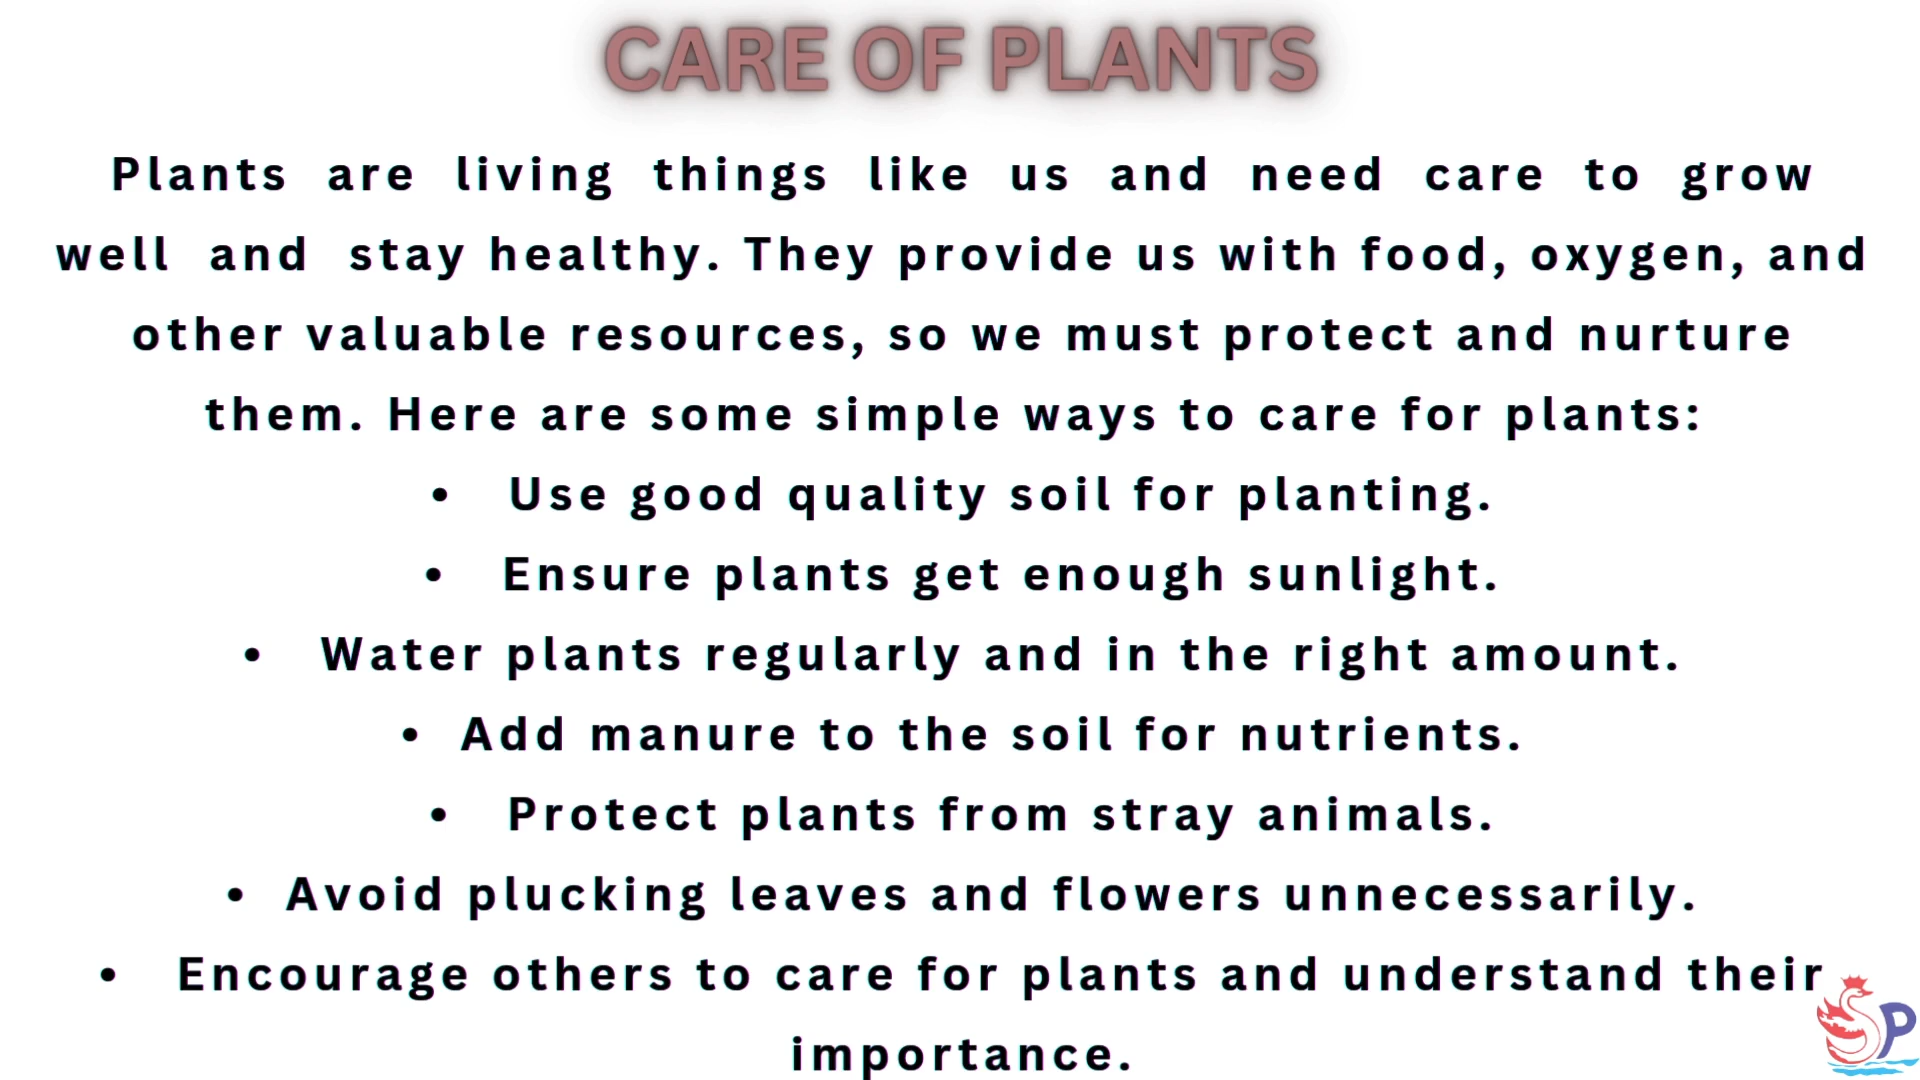 CARE OF PLANTS
Plants are living things like us and need care to grow
well and stay healthy. They provide us with food, oxygen, and
other valuable resources, so we must protect and nurture
them. Here are some simple ways to care for plants:
• Use good quality soil for planting.
• Ensure plants get enough sunlight.
• Water plants regularly and in the right amount.
• Add manure to the soil for nutrients.
• Protect plants from stray animals.
• Avoid plucking leaves and flowers unnecessarily.
• Encourage others to care for plants and understand their
importance.
SP